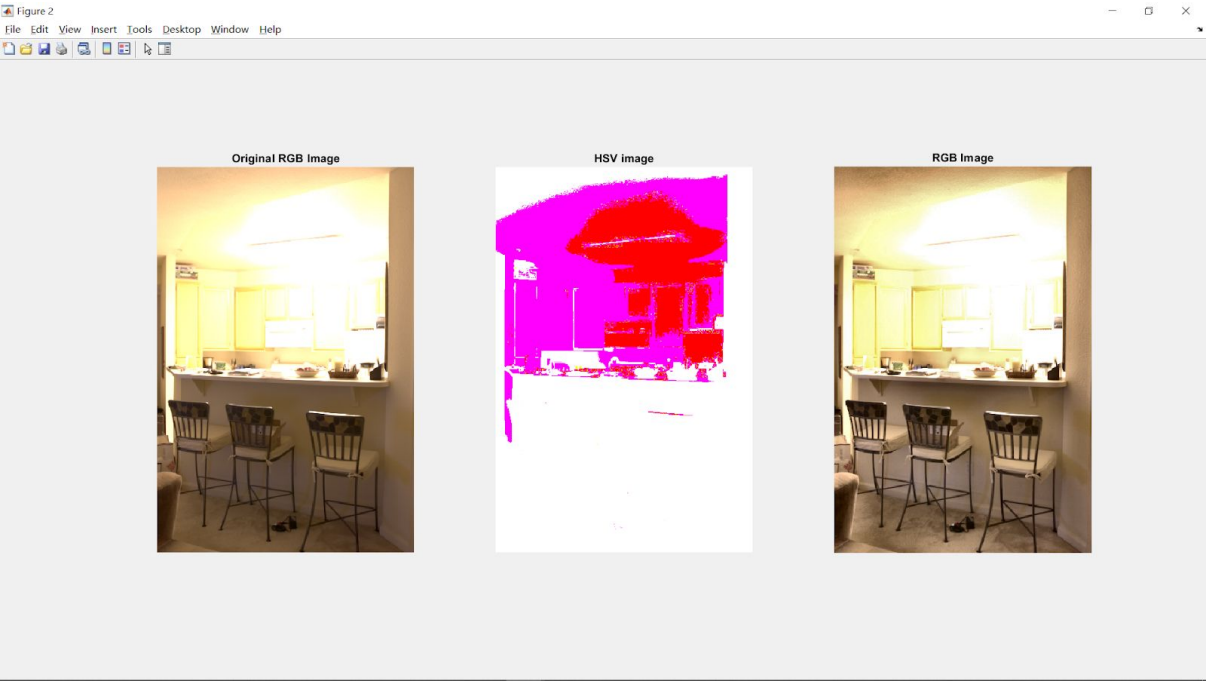 Figure 2
File Edit View Insert Tools Desktop Window Help
Original RGB Image
HSV image
RGB Image